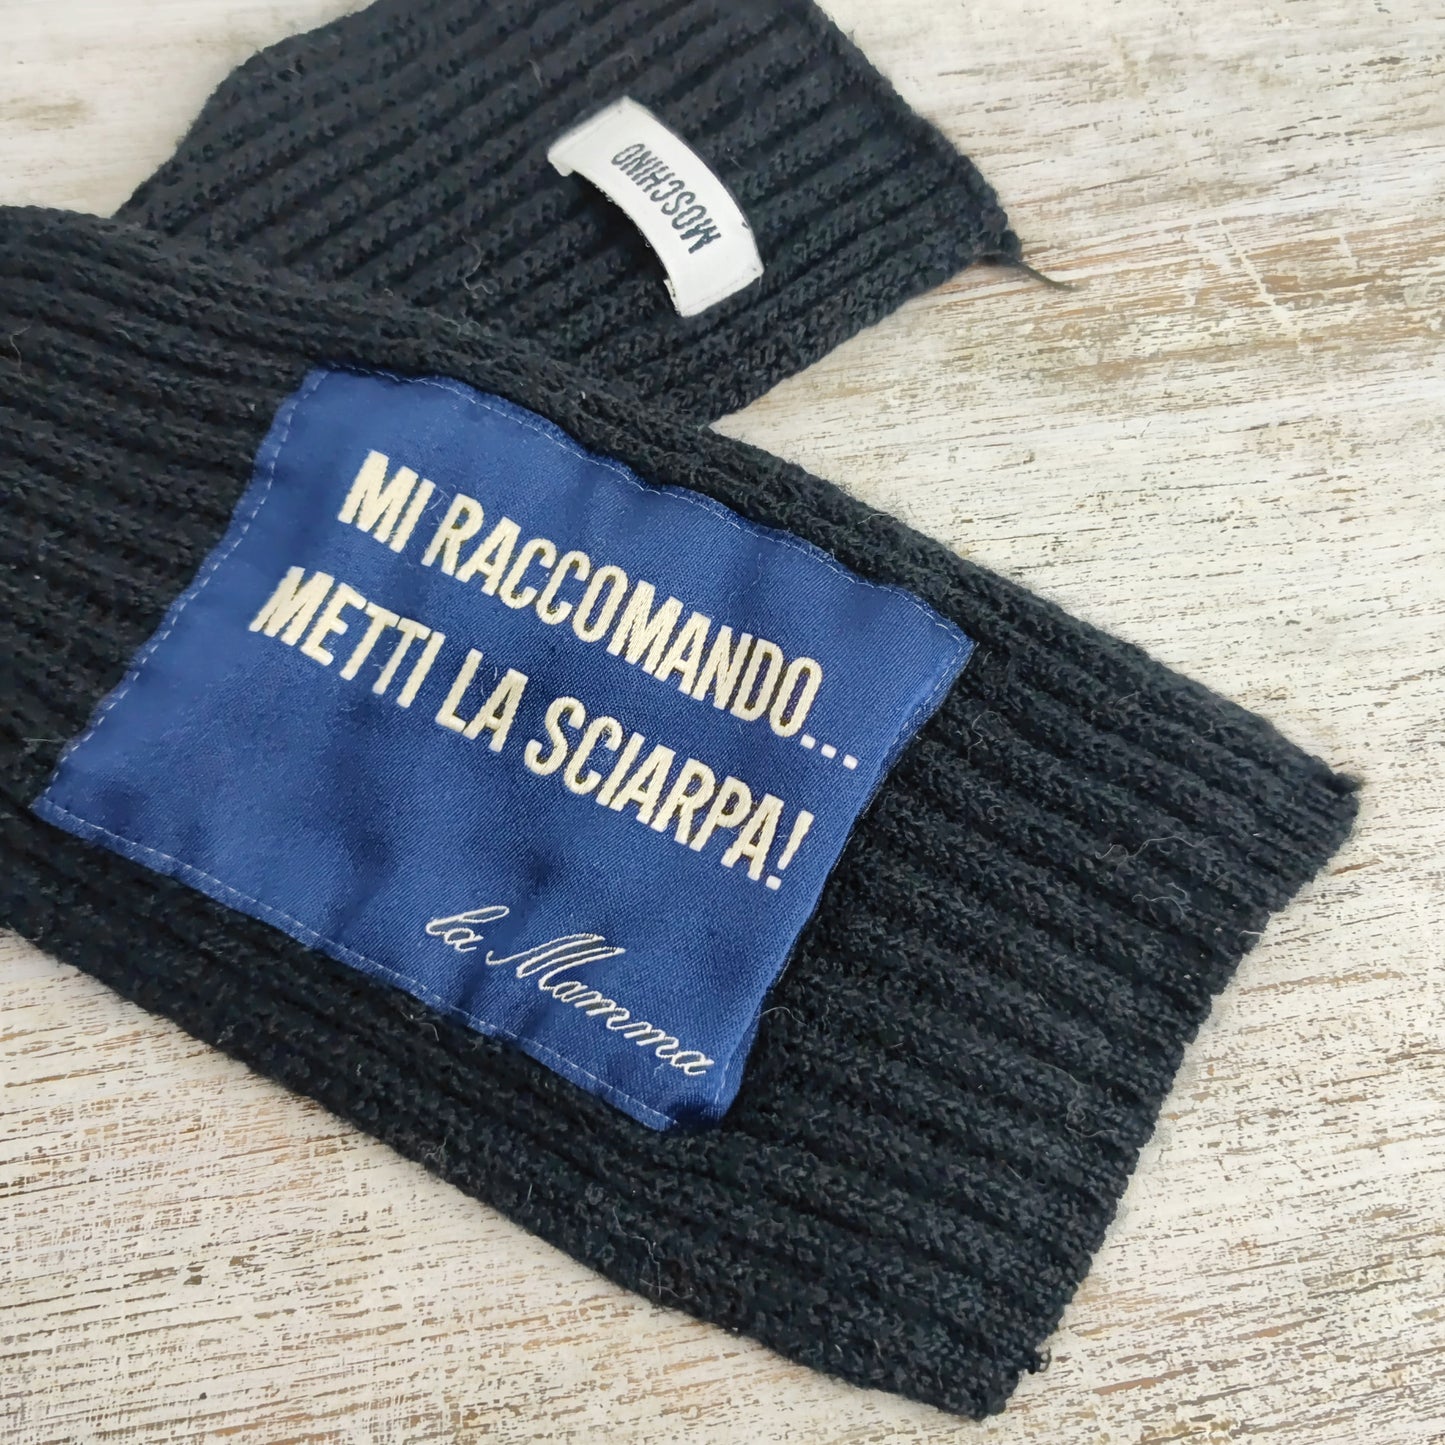 MOSCHINO
MI RACCOMANDO...
METTI LA SCIARPA!
la Mamma